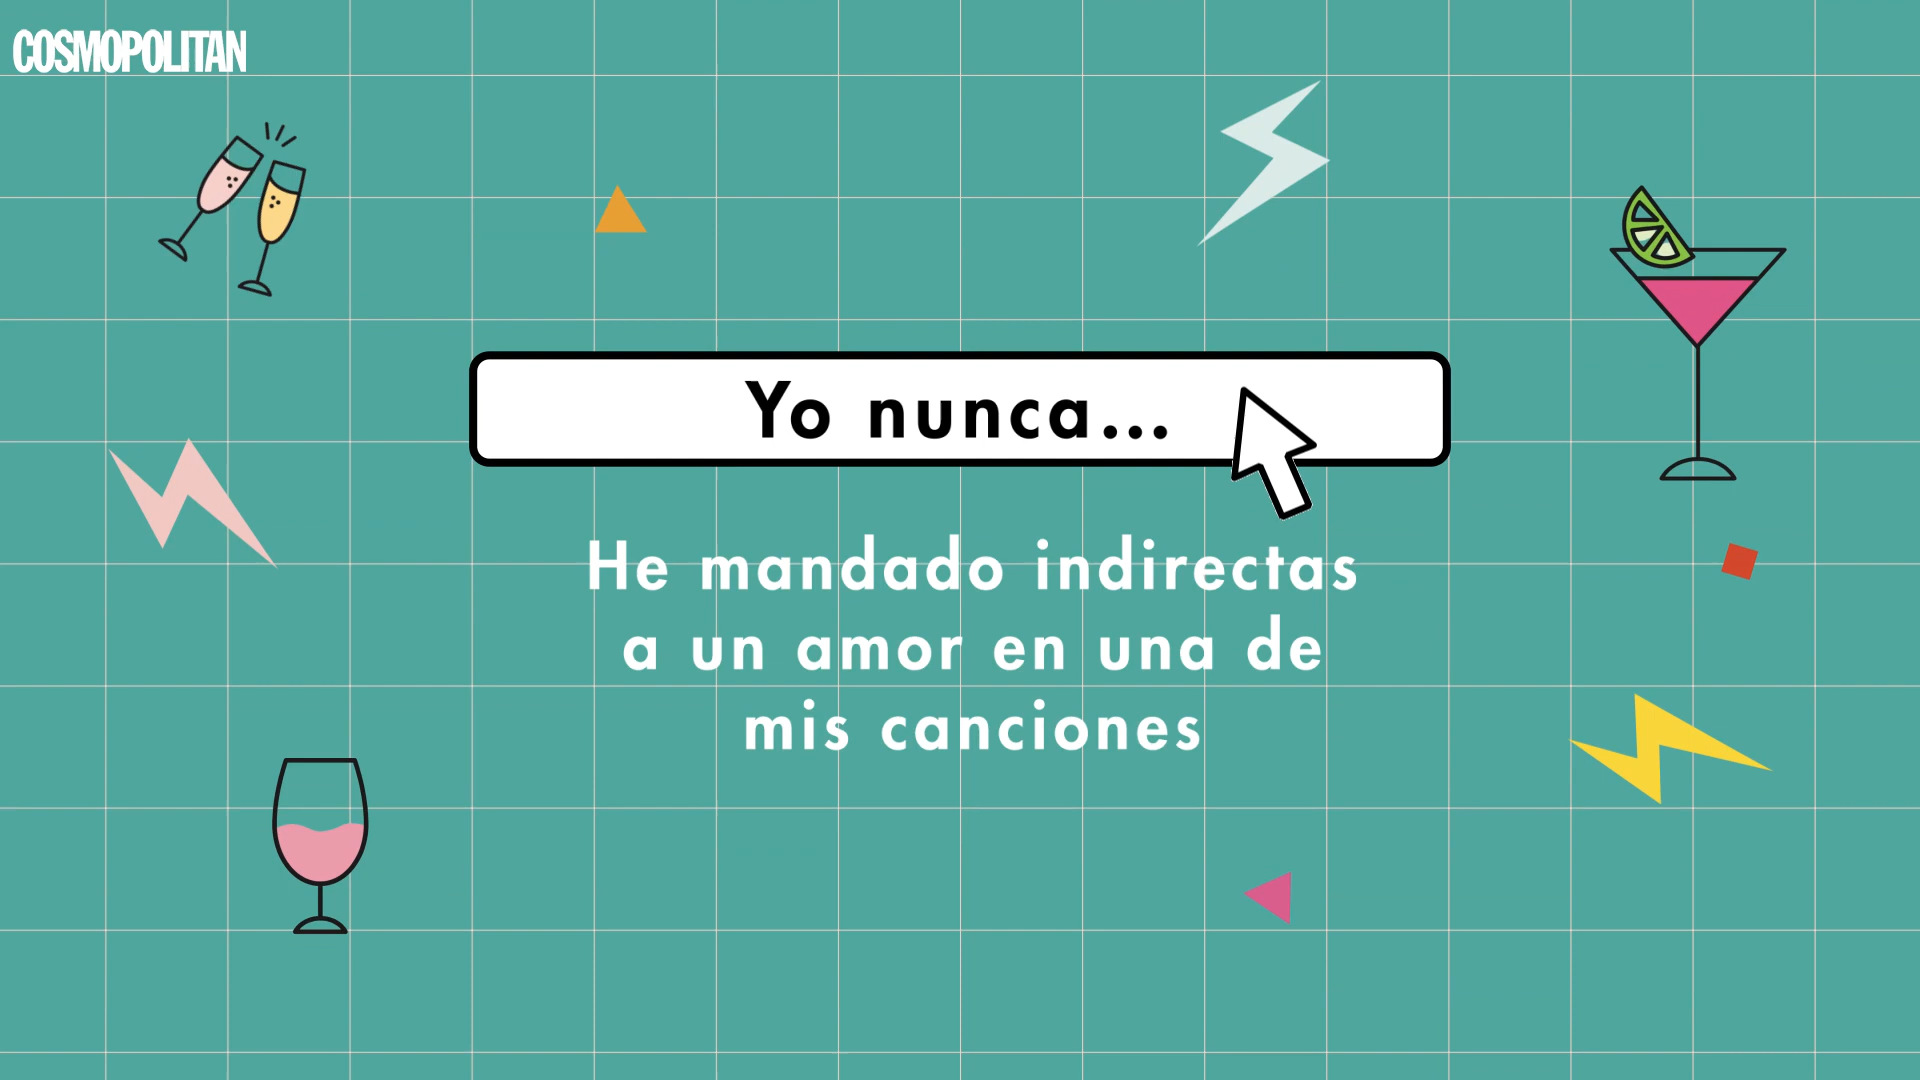 COSMOPOLITAN
Yo nunca...
He mandado indirectas
a un amor en una de
mis canciones